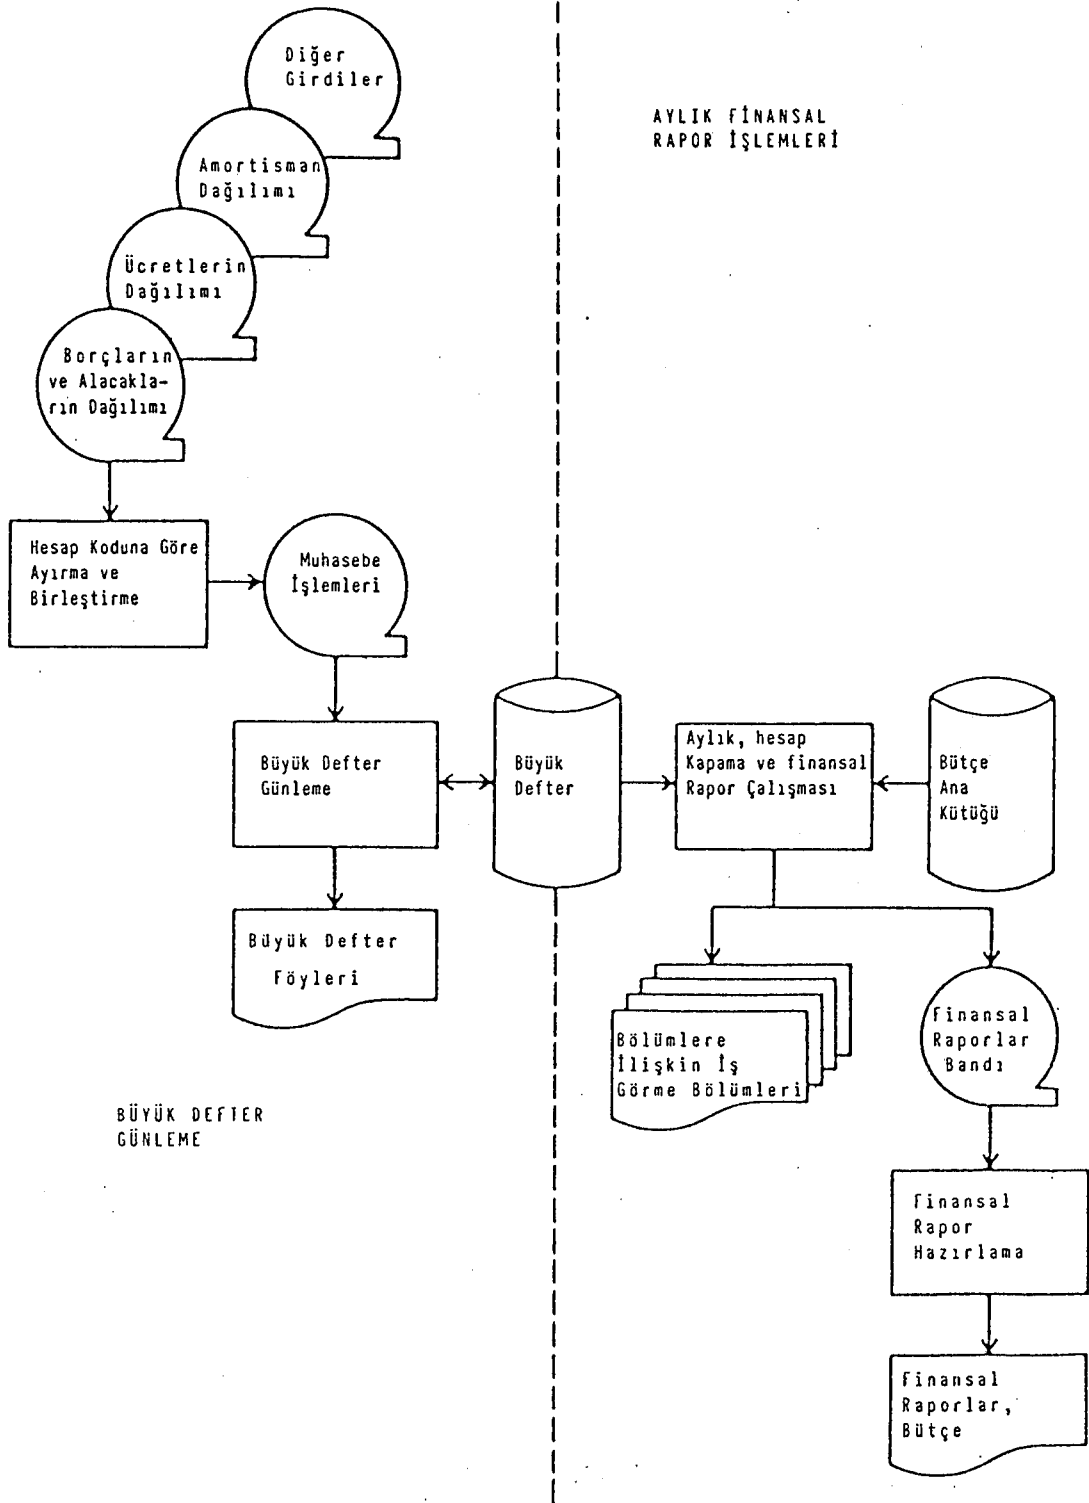 Diğer
Girdiler
AYLIK FİNANSAL
RAPOR İŞLEMLERİ
Amortisman
Dağılımı
Ücretlerin
Dağılımı
Borçların
ve Alacakla-
rın Dağılımı
Hesap Koduna Göre
Ayırma ve
Birleştirme
Muhasebe
İşlemleri
Büyük Defter
Günleme
Büyük
Defter
Aylık, hesap
Kapama ve finansal
Rapor Çalışması
Bütçe
Ana
Kütüğü
Büyük Defter
Föyleri
Bölümlere
İlişkin İş
Görme Bölümleri
Finansal
Raporlar
Bandı
BÜYÜK DEFTER
GÜNLEME
Finansal
Rapor
Hazırlama
Finansal
Raporlar,
Bütçe